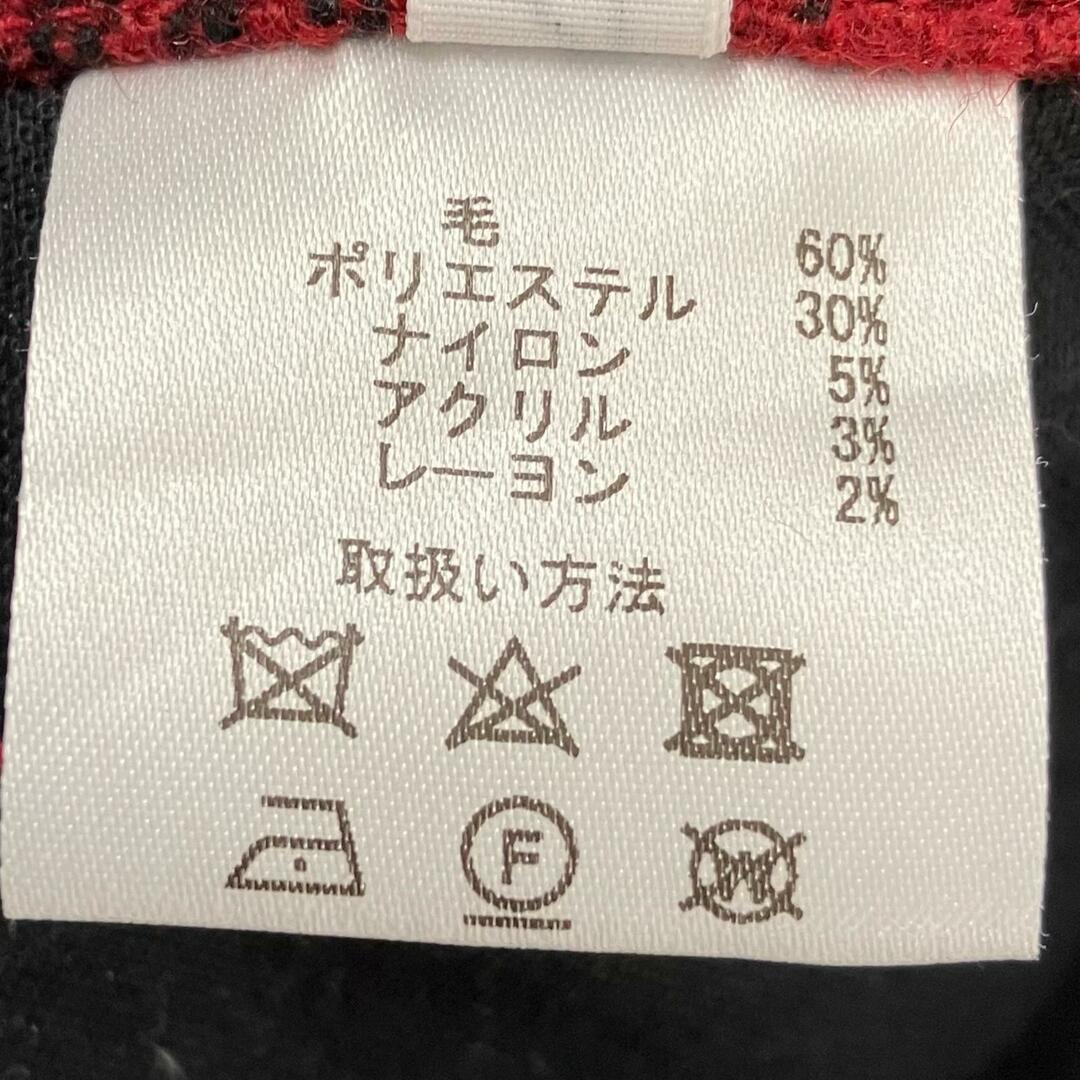 毛 60%
ポリエステル 30%
ナイロン 5%
アクリル 3%
レーヨン 2%
取扱い方法
F W